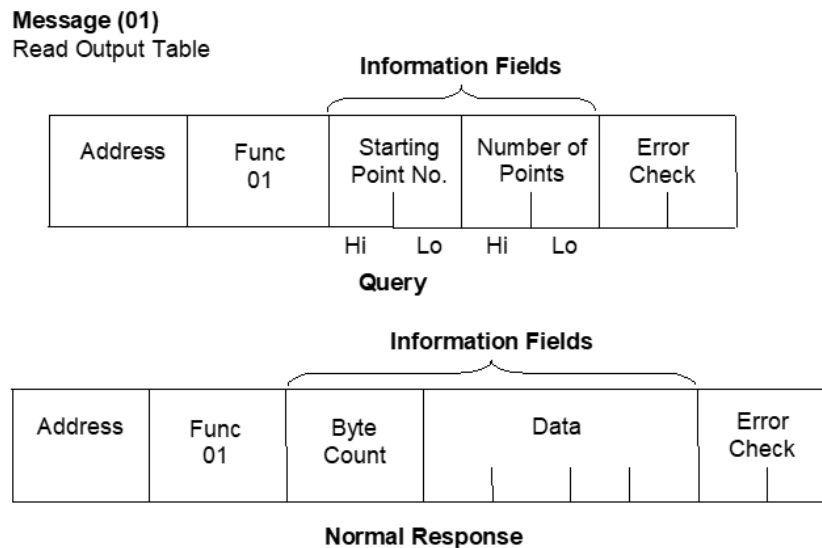 Message (01)
Read Output Table
Information Fields
Address
Func
01
Starting
Point No.
Number of
Points
Error
Check
Hi Lo Hi Lo
Query
Information Fields
Address
Func
01
Byte
Count
Data
Error
Check
Normal Response